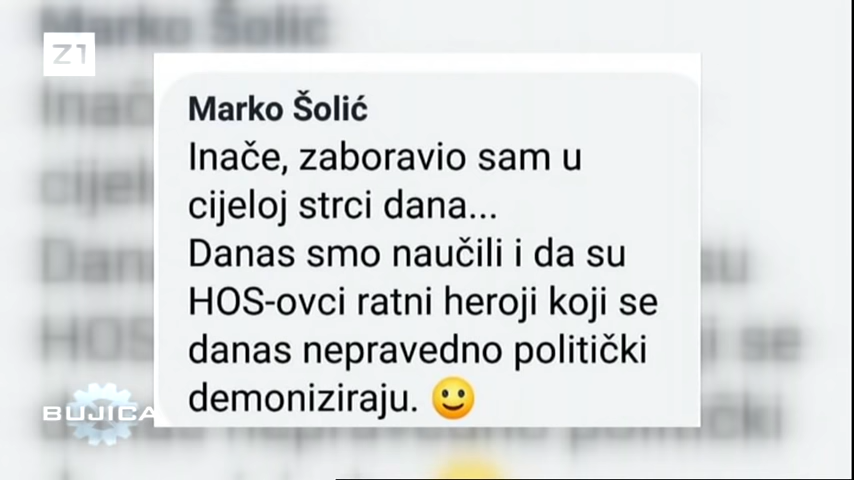 Z1
Marko Šolić
Inače, zaboravio sam u
cijeloj strci dana...
Danas smo naučili i da su
HOS-ovci ratni heroji koji se
danas nepravedno politički
demoniziraju. 🙂
BUJICA